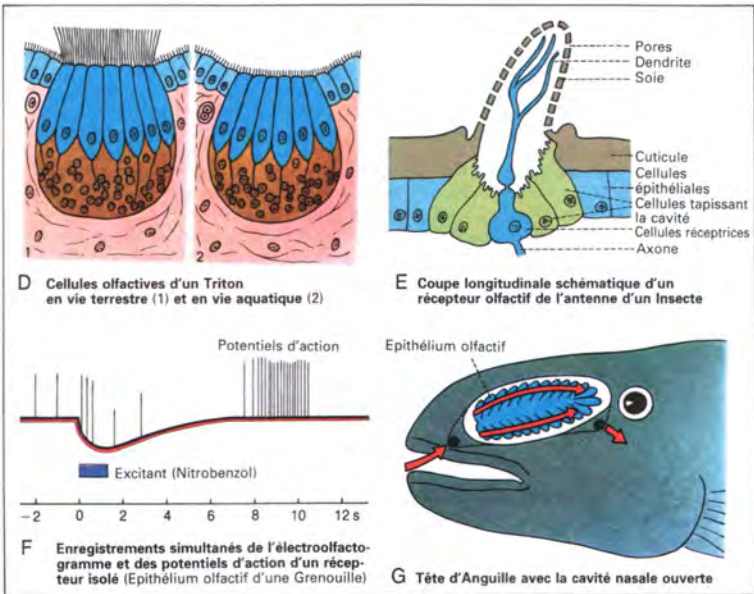 1
2
D Cellules olfactives d'un Triton
en vie terrestre (1) et en vie aquatique (2)
Pores
Dendrite
Soie
Cuticule
Cellules
épithéliales
Cellules tapissant
la cavité
Cellules réceptrices
Axone
E Coupe longitudinale schématique d'un
récepteur olfactif de l'antenne d'un Insecte
Potentiels d'action
Excitant (Nitrobenzol)
−2 0 2 4 6 8 10 12 s
F Enregistrements simultanés de l'électroolfacto-
gramme et des potentiels d'action d'un récep-
teur isolé (Epithélium olfactif d'une Grenouille)
Epithélium olfactif
G Tête d'Anguille avec la cavité nasale ouverte